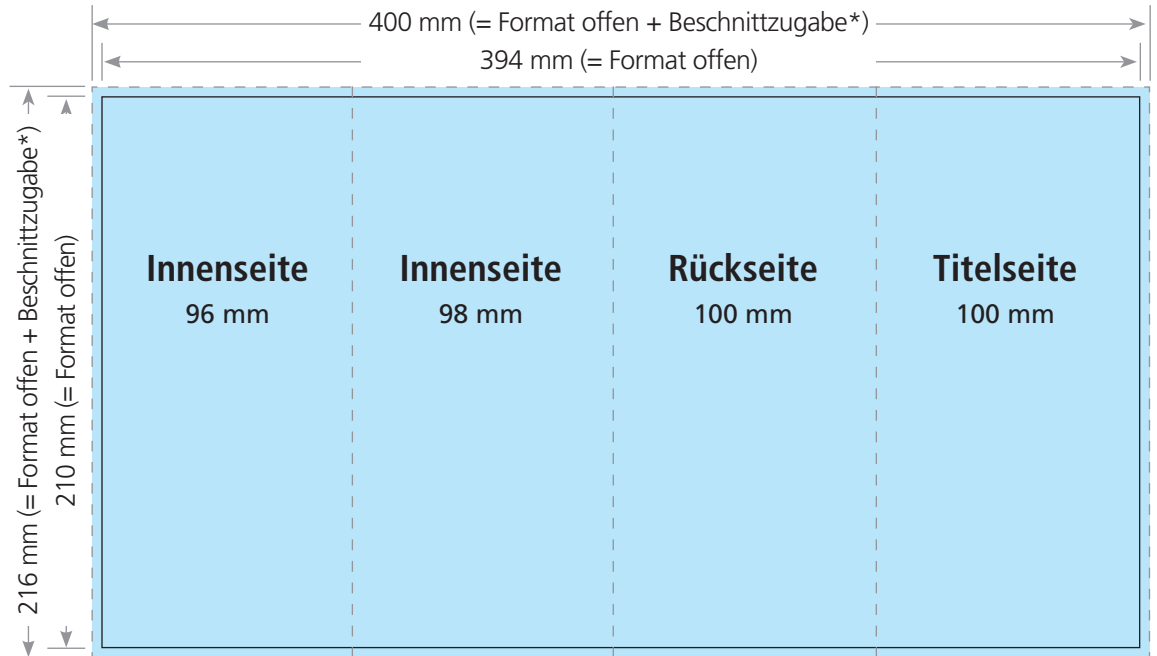 400 mm (= Format offen + Beschnittzugabe*)
394 mm (= Format offen)
216 mm (= Format offen + Beschnittzugabe*)
210 mm (= Format offen)
Innenseite
96 mm
Innenseite
98 mm
Rückseite
100 mm
Titelseite
100 mm